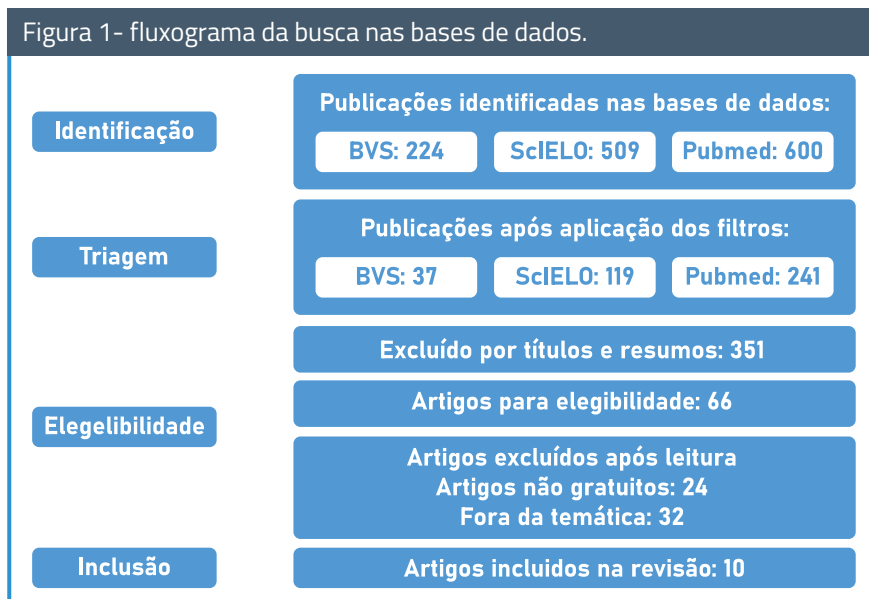 Figura 1- fluxograma da busca nas bases de dados.
Identificação
Publicações identificadas nas bases de dados:
BVS: 224
ScIELO: 509
Pubmed: 600
Triagem
Publicações após aplicação dos filtros:
BVS: 37
ScIELO: 119
Pubmed: 241
Elegelibilidade
Excluído por títulos e resumos: 351
Artigos para elegibilidade: 66
Artigos excluídos após leitura
Artigos não gratuitos: 24
Fora da temática: 32
Inclusão
Artigos incluidos na revisão: 10